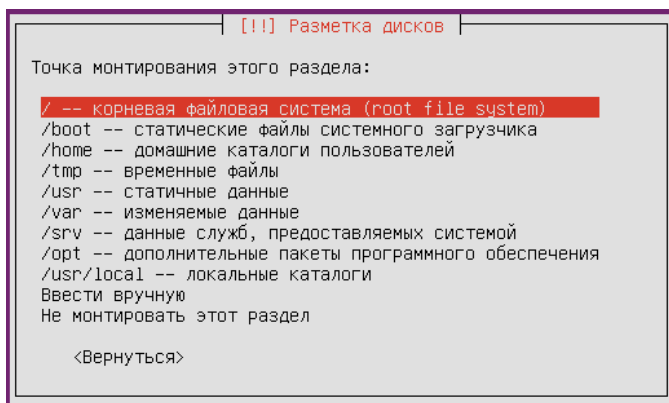 [!!] Разметка дисков
Точка монтирования этого раздела:
/ -- корневая файловая система (root file system)
/boot -- статические файлы системного загрузчика
/home -- домашние каталоги пользователей
/tmp -- временные файлы
/usr -- статичные данные
/var -- изменяемые данные
/srv -- данные служб, предоставляемых системой
/opt -- дополнительные пакеты программного обеспечения
/usr/local -- локальные каталоги
Ввести вручную
Не монтировать этот раздел
<Вернуться>